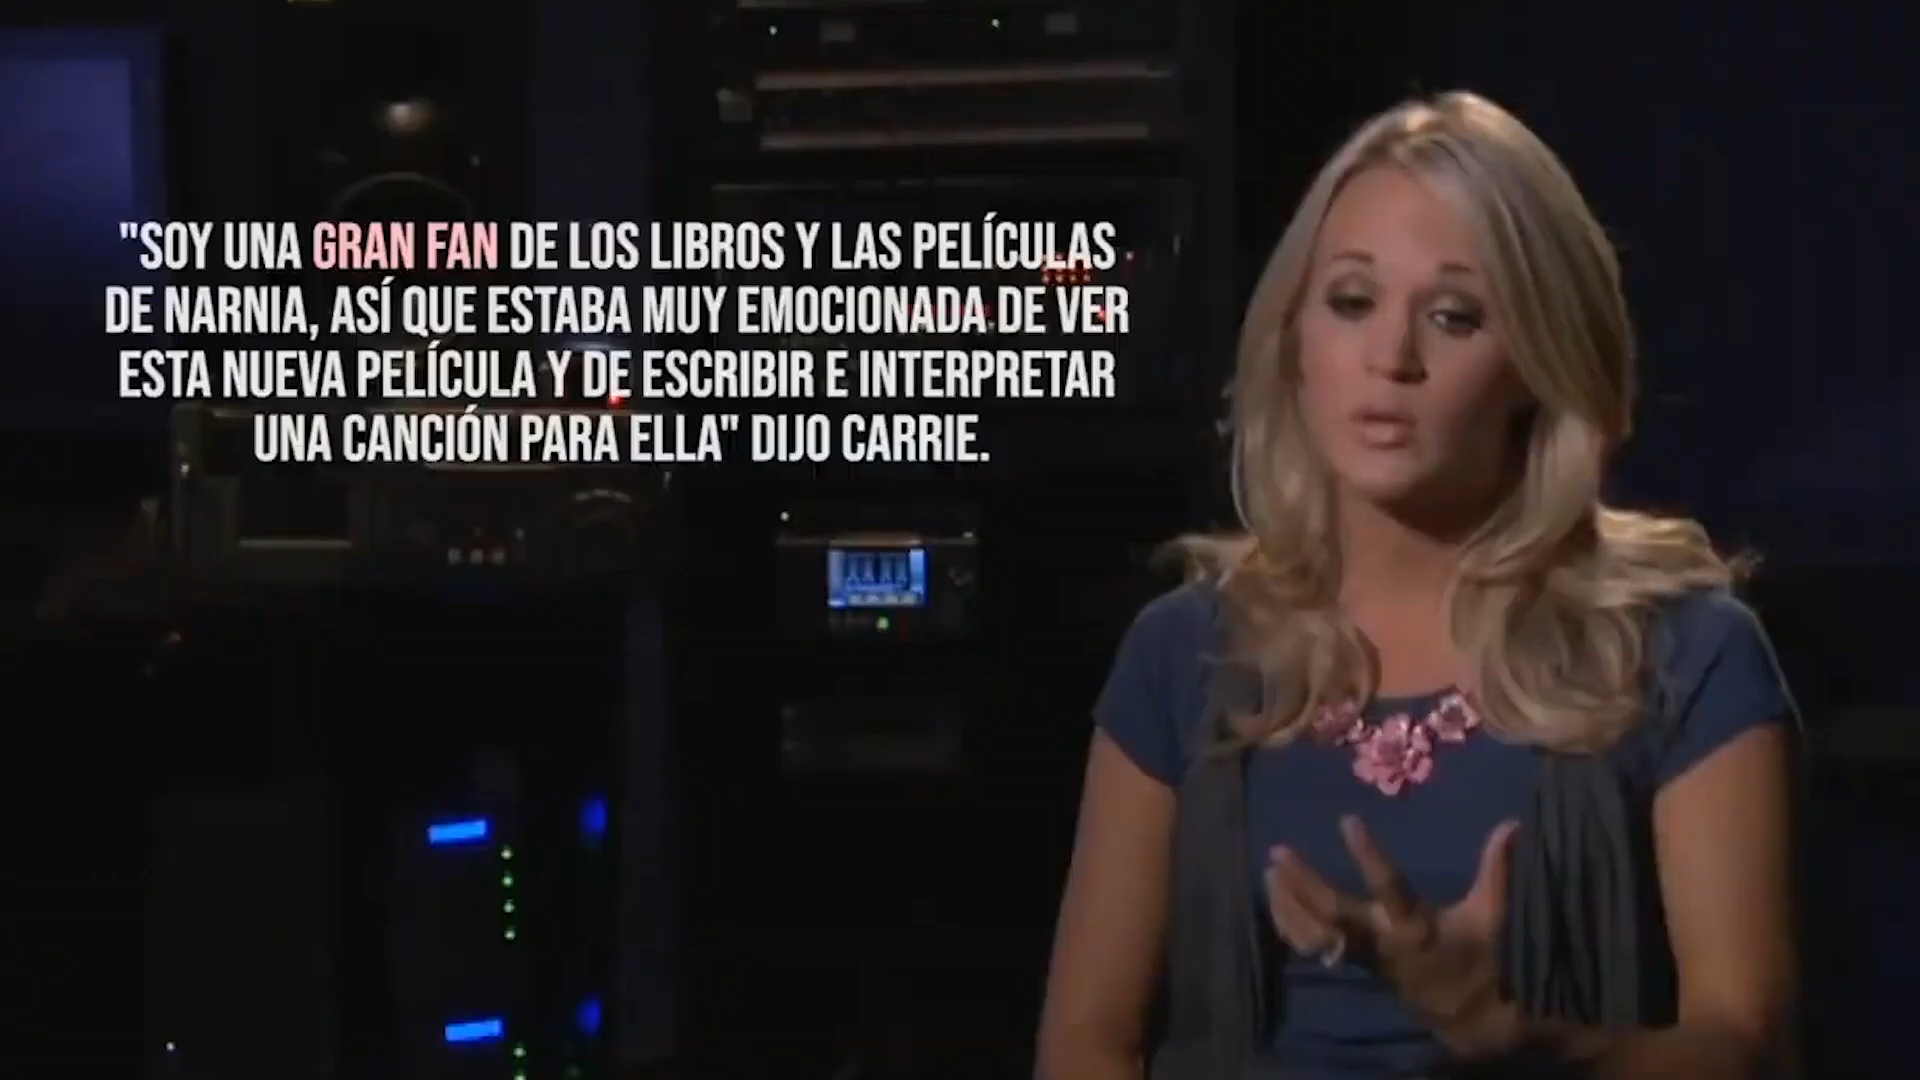 "SOY UNA GRAN FAN DE LOS LIBROS Y LAS PELÍCULAS
DE NARNIA, ASÍ QUE ESTABA MUY EMOCIONADA DE VER
ESTA NUEVA PELÍCULA Y DE ESCRIBIR E INTERPRETAR
UNA CANCIÓN PARA ELLA" DIJO CARRIE.